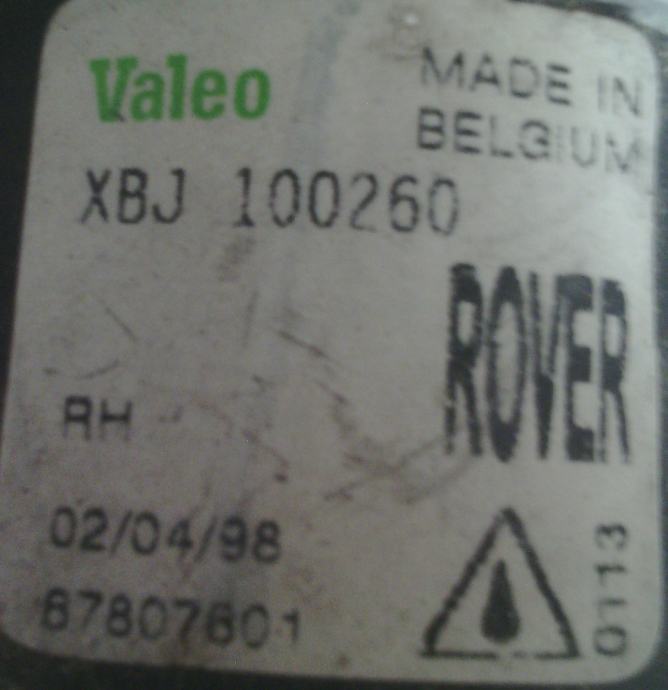 Valeo
MADE IN
BELGIUM
XBJ 100260
ROVER
RH
02/04/98
87807601
0113